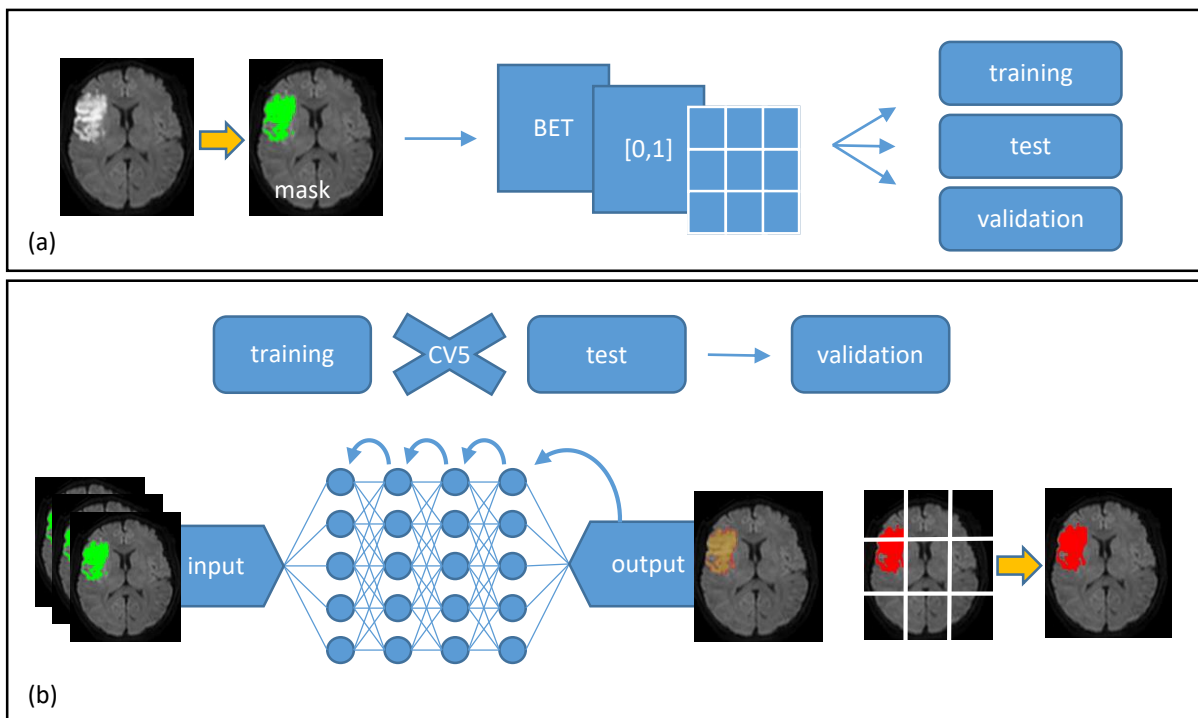 mask
BET
[0,1]
training
test
validation
(a)
training
CV5
test
validation
input
output
(b)